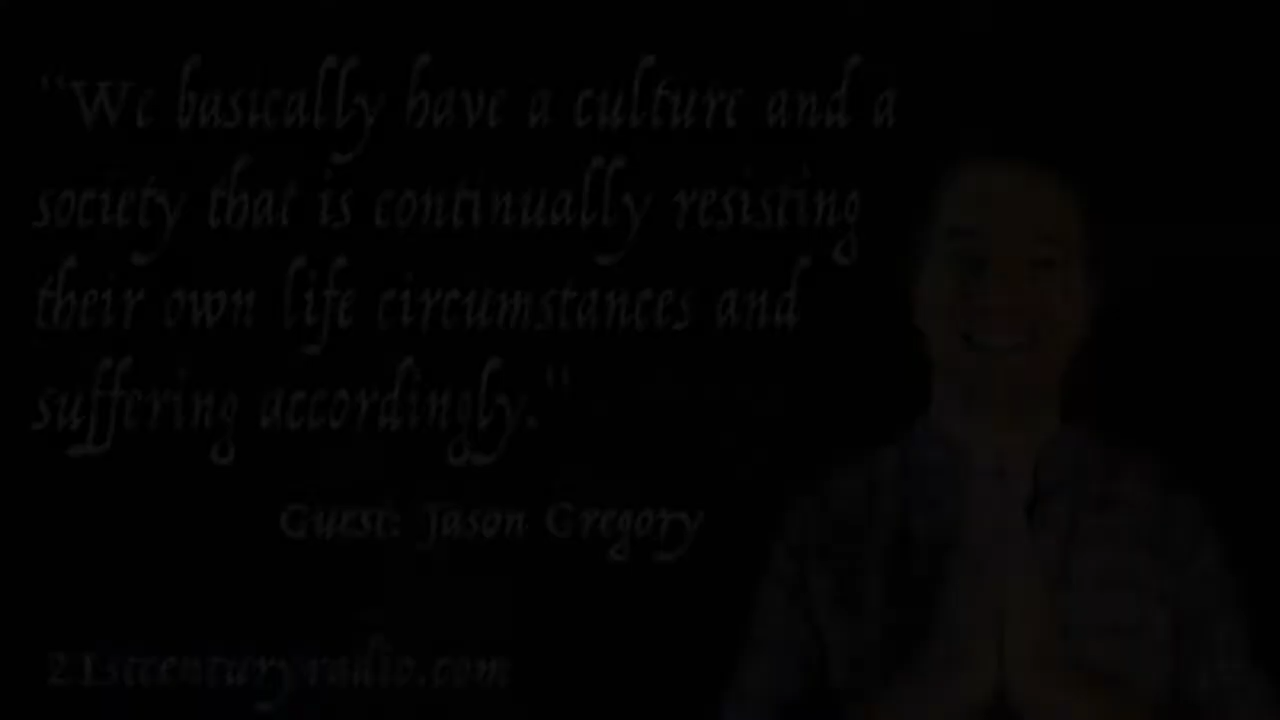 "We basically have a culture and a
society that is continually resisting
their own life circumstances and
suffering accordingly."
Guest: Jason Gregory
21stcenturyradio.com